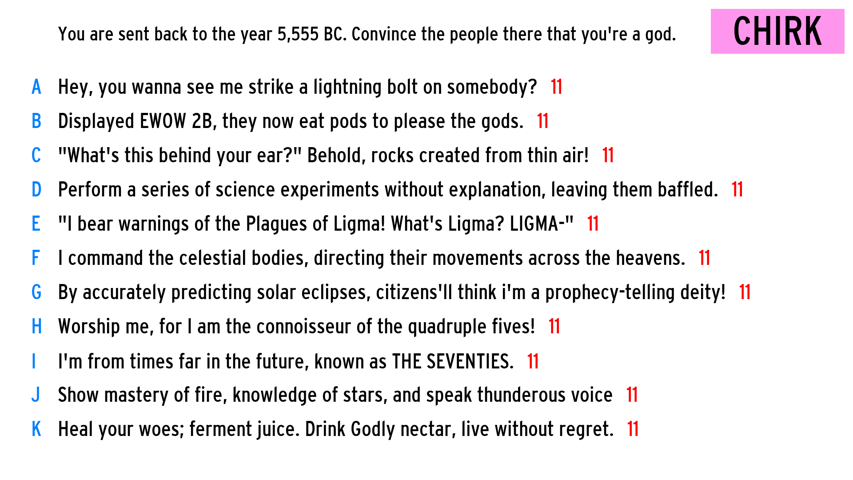 You are sent back to the year 5,555 BC. Convince the people there that you're a god.
CHIRK
A Hey, you wanna see me strike a lightning bolt on somebody? 11
B Displayed EWOW 2B, they now eat pods to please the gods. 11
C "What's this behind your ear?" Behold, rocks created from thin air! 11
D Perform a series of science experiments without explanation, leaving them baffled. 11
E "I bear warnings of the Plagues of Ligma! What's Ligma? LIGMA-" 11
F I command the celestial bodies, directing their movements across the heavens. 11
G By accurately predicting solar eclipses, citizens'll think i'm a prophecy-telling deity! 11
H Worship me, for I am the connoisseur of the quadruple fives! 11
I I'm from times far in the future, known as THE SEVENTIES. 11
J Show mastery of fire, knowledge of stars, and speak thunderous voice 11
K Heal your woes; ferment juice. Drink Godly nectar, live without regret. 11